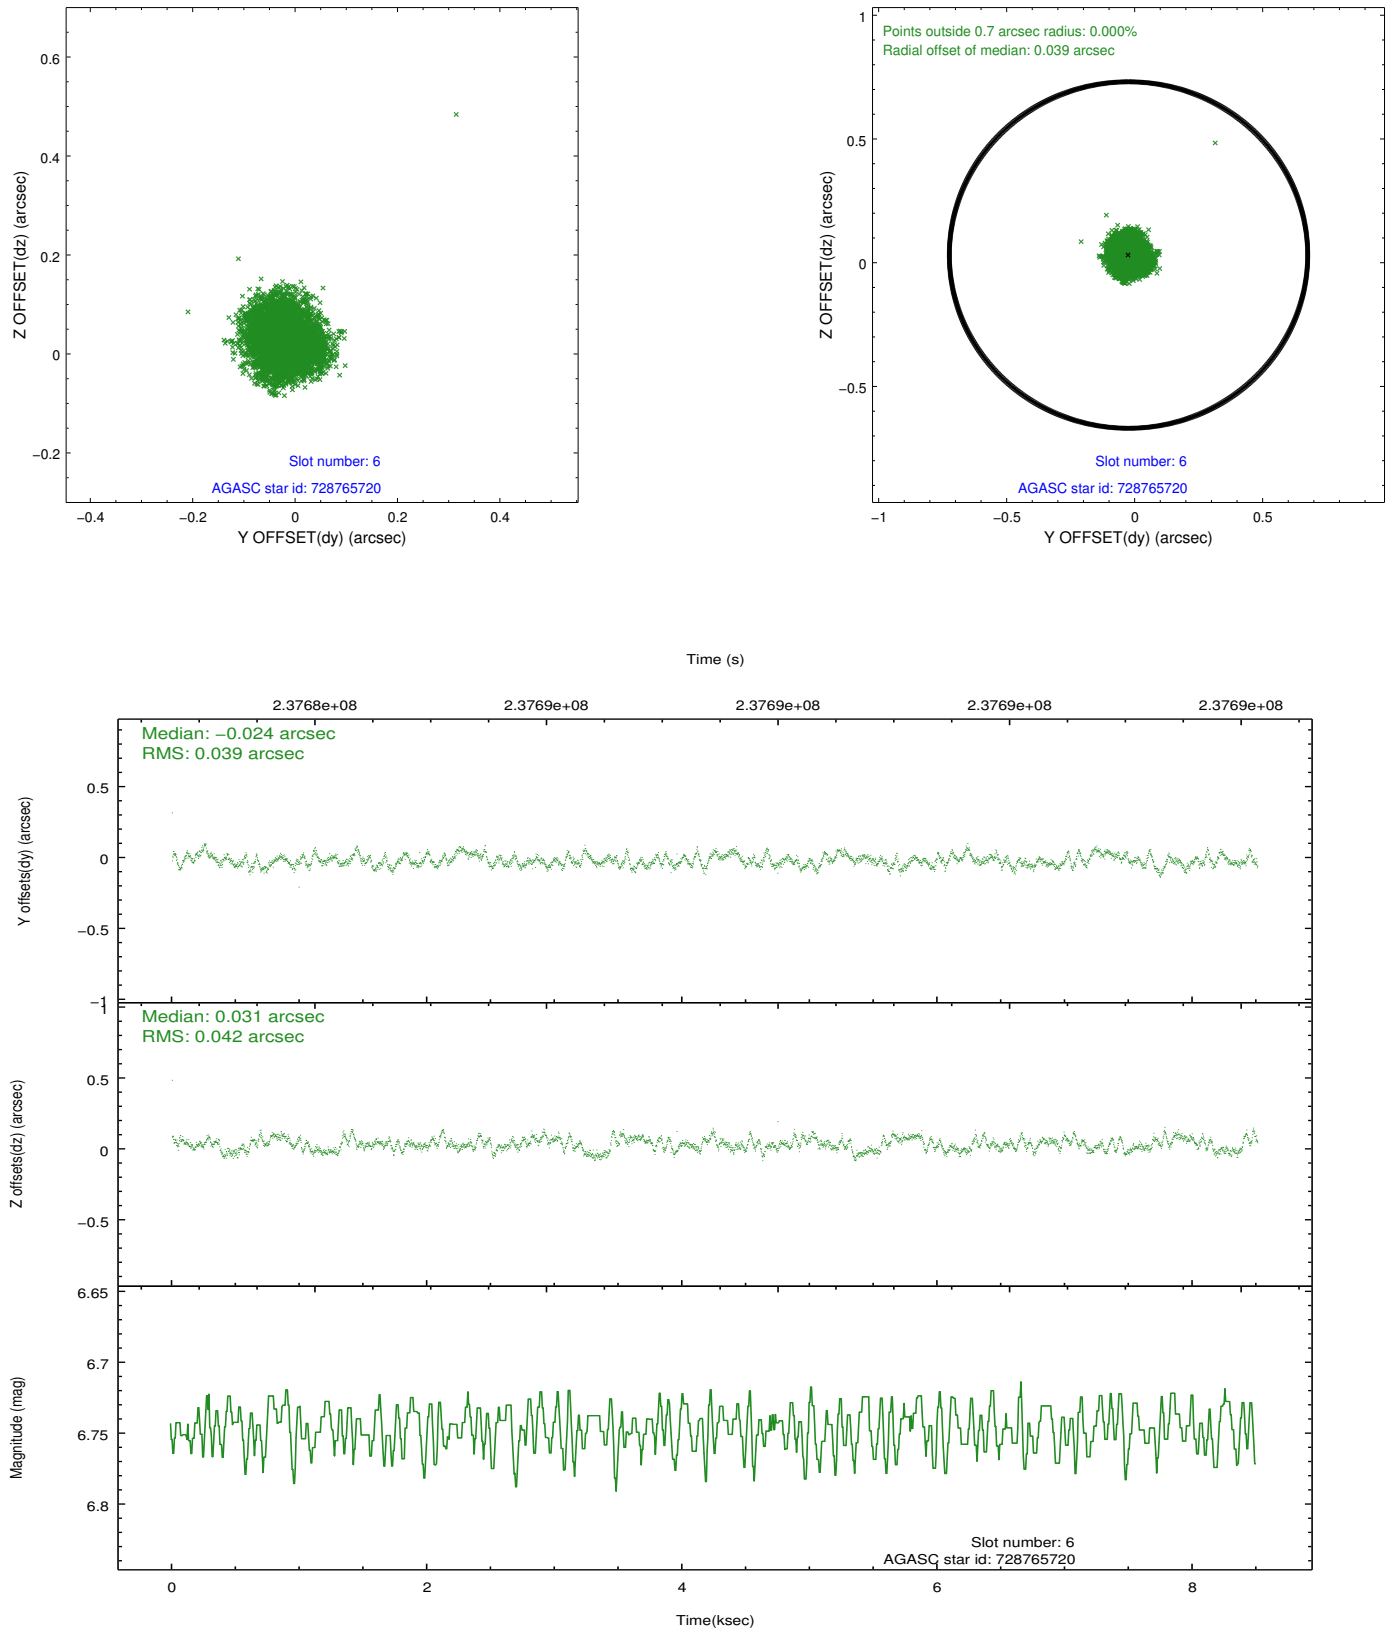 0.6
0.4
0.2
0
−0.2
−0.4
−0.2
0
0.2
0.4
Z OFFSET(dz) (arcsec)
Y OFFSET(dy) (arcsec)
Slot number: 6
AGASC star id: 728765720
Points outside 0.7 arcsec radius: 0.000%
Radial offset of median: 0.039 arcsec
1
0.5
0
−0.5
−1
−0.5
0
0.5
Z OFFSET(dz) (arcsec)
Y OFFSET(dy) (arcsec)
Slot number: 6
AGASC star id: 728765720
Time (s)
2.3768e+08
2.3769e+08
2.3769e+08
2.3769e+08
2.3769e+08
Median: −0.024 arcsec
RMS: 0.039 arcsec
0.5
0
−0.5
−1
Y offsets(dy) (arcsec)
Median: 0.031 arcsec
RMS: 0.042 arcsec
1
0.5
0
−0.5
Z offsets(dz) (arcsec)
6.65
6.7
6.75
6.8
Magnitude (mag)
Slot number: 6
AGASC star id: 728765720
0
2
4
6
8
Time(ksec)